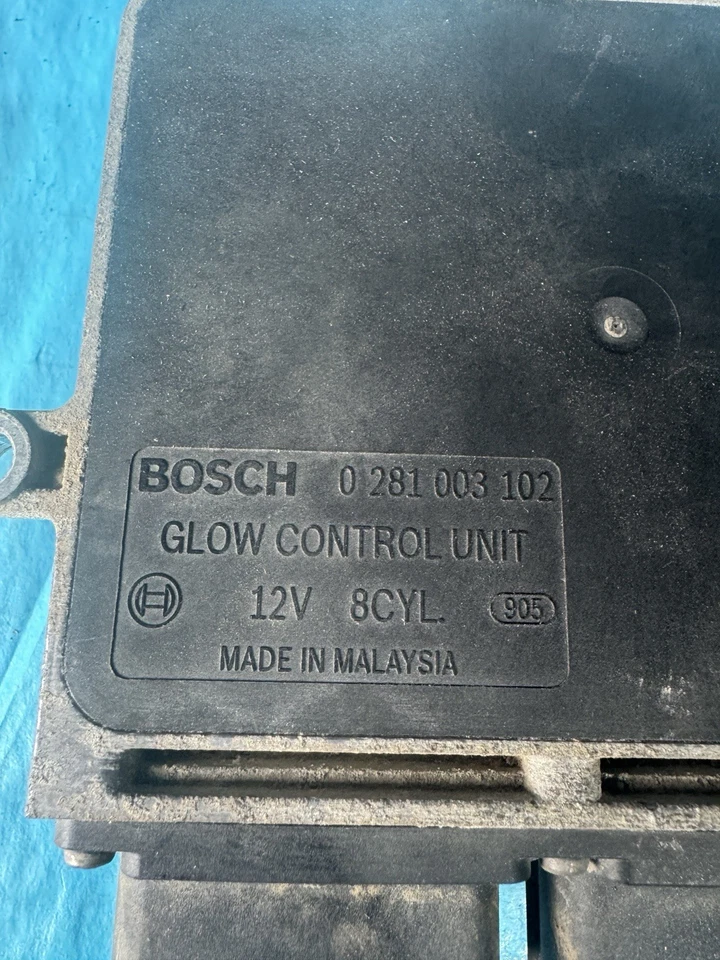 BOSCH 0 281 003 102
GLOW CONTROL UNIT
12V 8CYL. 905
MADE IN MALAYSIA